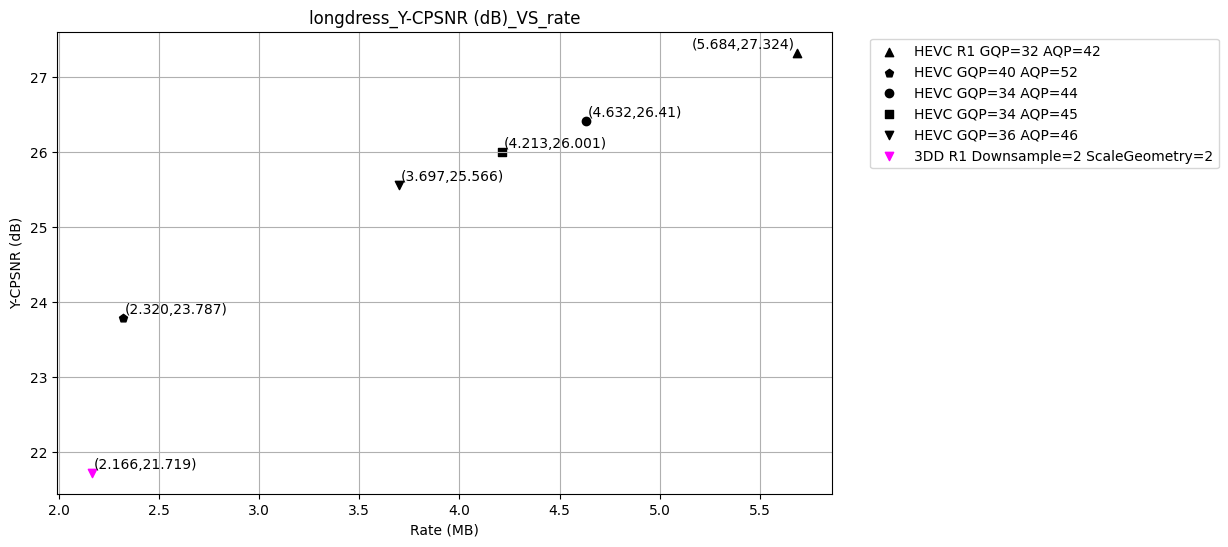 longdress_Y-CPSNR (dB)_VS_rate
(5.684,27.324)
(4.632,26.41)
(4.213,26.001)
(3.697,25.566)
(2.320,23.787)
(2.166,21.719)
27
26
25
24
23
22
Y-CPSNR (dB)
2.0 2.5 3.0 3.5 4.0 4.5 5.0 5.5
Rate (MB)
HEVC R1 GQP=32 AQP=42
HEVC GQP=40 AQP=52
HEVC GQP=34 AQP=44
HEVC GQP=34 AQP=45
HEVC GQP=36 AQP=46
3DD R1 Downsample=2 ScaleGeometry=2